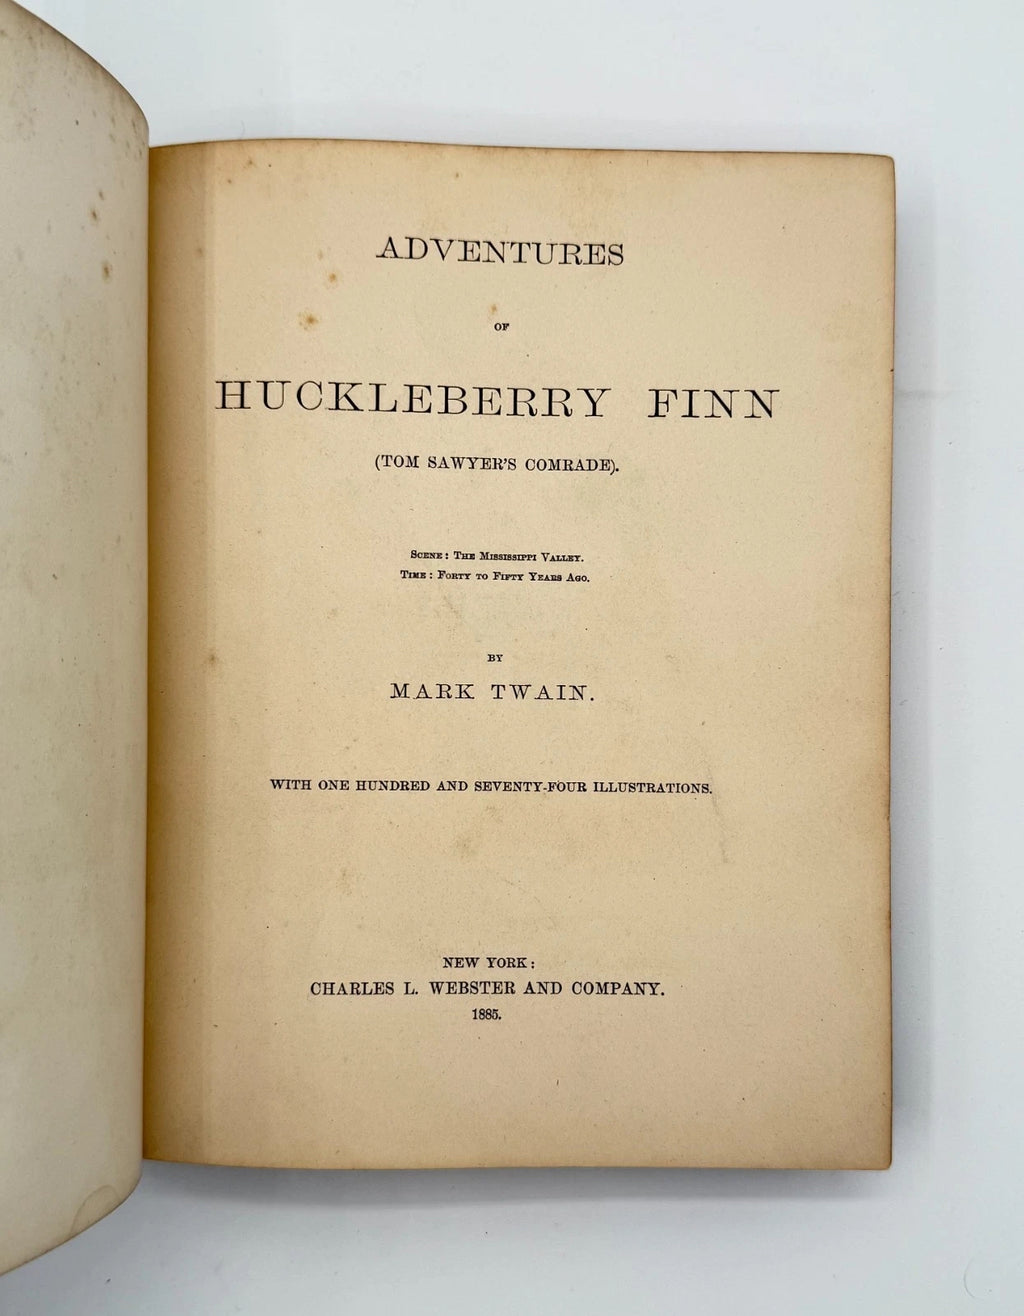 ADVENTURES
OF
HUCKLEBERRY FINN
(TOM SAWYER'S COMRADE).
SCENE: THE MISSISSIPPI VALLEY.
TIME: FORTY TO FIFTY YEARS AGO.
BY
MARK TWAIN.
WITH ONE HUNDRED AND SEVENTY-FOUR ILLUSTRATIONS.
NEW YORK:
CHARLES L. WEBSTER AND COMPANY.
1885.